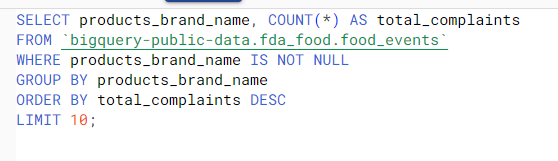 SELECT products_brand_name, COUNT(*) AS total_complaints
FROM `bigquery-public-data.fda_food.food_events`
WHERE products_brand_name IS NOT NULL
GROUP BY products_brand_name
ORDER BY total_complaints DESC
LIMIT 10;